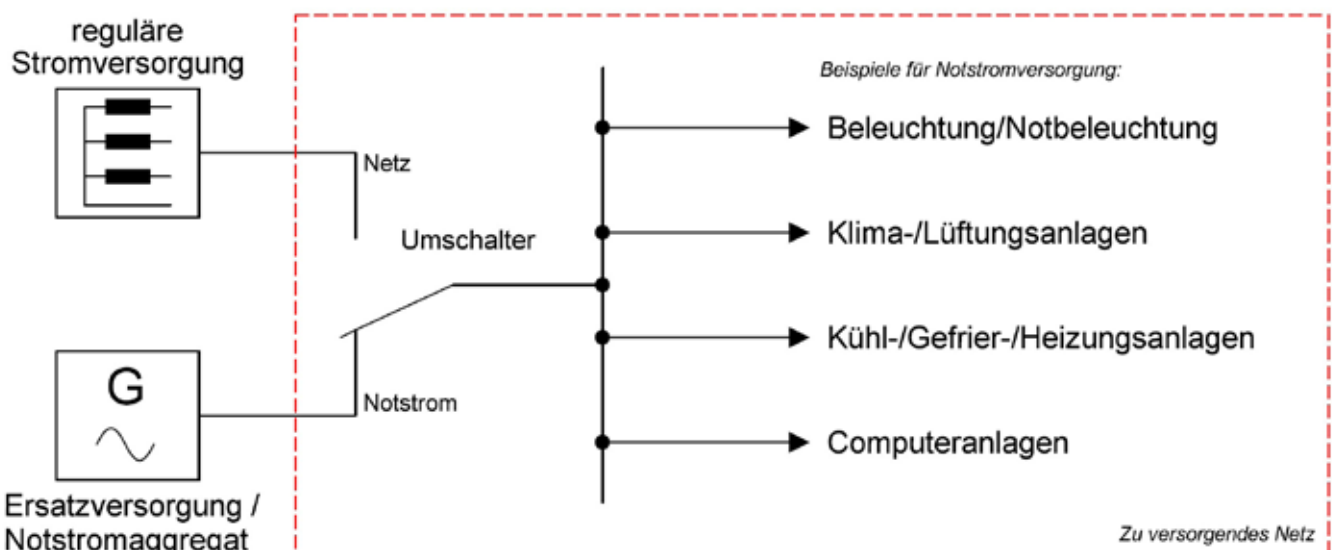 reguläre
Stromversorgung
Netz
Umschalter
G
Notstrom
Ersatzversorgung /
Notstromaggregat
Beispiele für Notstromversorgung:
Beleuchtung/Notbeleuchtung
Klima-/Lüftungsanlagen
Kühl-/Gefrier-/Heizungsanlagen
Computeranlagen
Zu versorgendes Netz